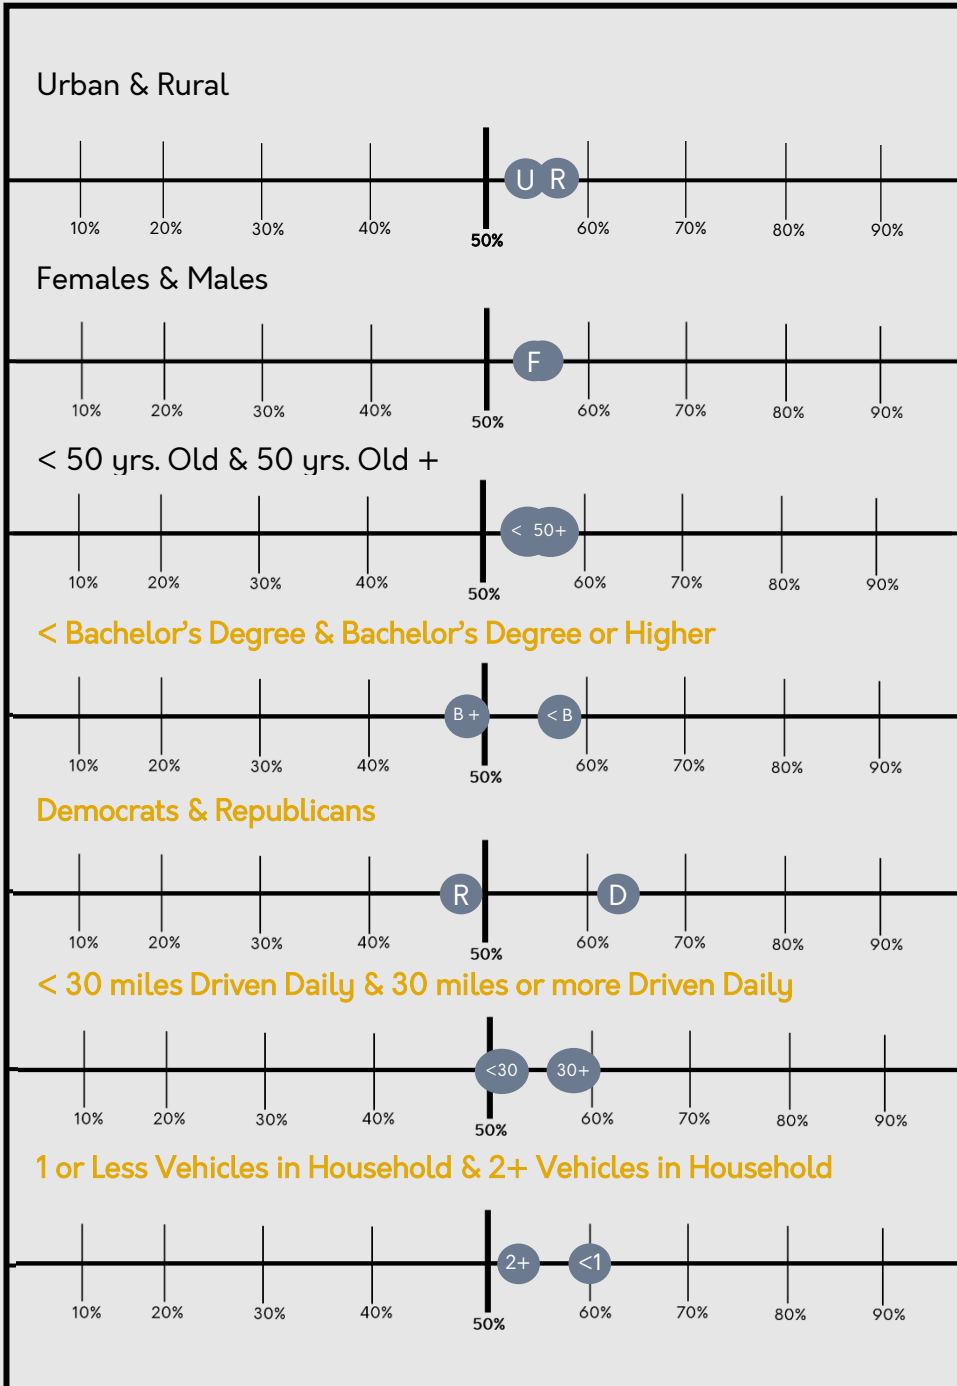 Urban & Rural
U R
10% 20% 30% 40% 50% 60% 70% 80% 90%
Females & Males
F
10% 20% 30% 40% 50% 60% 70% 80% 90%
< 50 yrs. Old & 50 yrs. Old +
< 50+
10% 20% 30% 40% 50% 60% 70% 80% 90%
< Bachelor’s Degree & Bachelor’s Degree or Higher
B + < B
10% 20% 30% 40% 50% 60% 70% 80% 90%
Democrats & Republicans
R D
10% 20% 30% 40% 50% 60% 70% 80% 90%
< 30 miles Driven Daily & 30 miles or more Driven Daily
<30 30+
10% 20% 30% 40% 50% 60% 70% 80% 90%
1 or Less Vehicles in Household & 2+ Vehicles in Household
2+ <1
10% 20% 30% 40% 50% 60% 70% 80% 90%